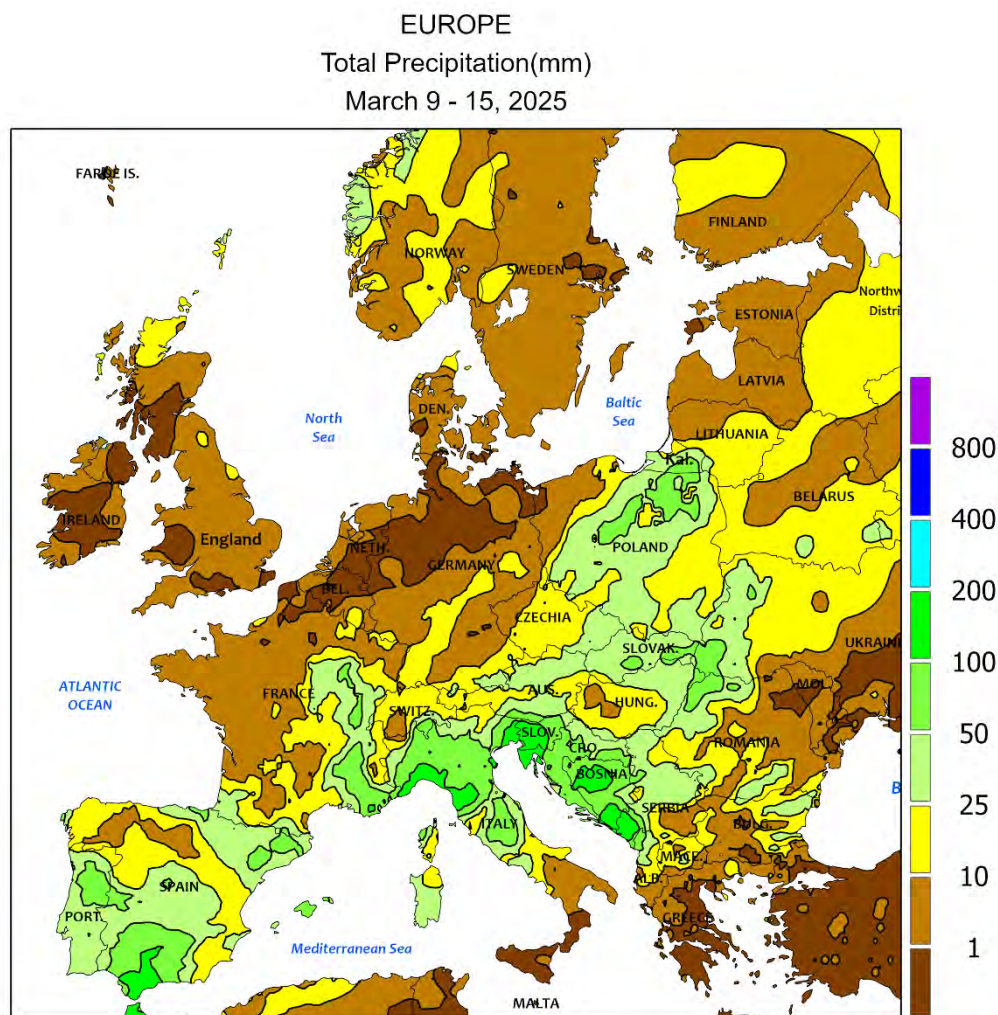 EUROPE
Total Precipitation(mm)
March 9 - 15, 2025
FAROE IS.
FINLAND
NORWAY
SWEDEN
Northw
Distri
ESTONIA
LATVIA
North
Sea
DEN.
Baltic
Sea
LITHUANIA
Kal.
BELARUS
IRELAND
England
NETH.
POLAND
GERMANY
BEL.
CZECHIA
UKRAINE
SLOVAK.
ATLANTIC
OCEAN
FRANCE
SWITZ.
AUS.
HUNG.
MOL.
SLOV.
CRO.
ROMANIA
BOSNIA
B
SERBIA
ITALY
BULG.
MACE.
SPAIN
ALB.
PORT.
GREECE
Mediterranean Sea
MALTA
800
400
200
100
50
25
10
1